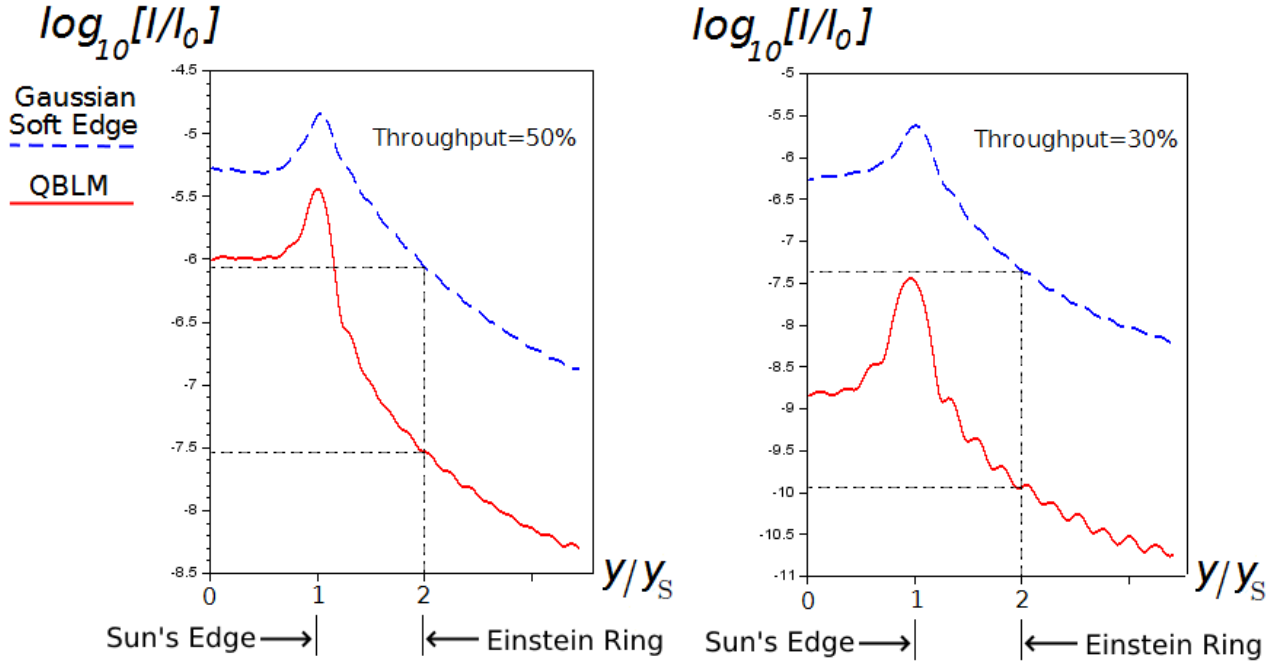 log10[I/I0]
Gaussian
Soft Edge
QBLM
Throughput=50%
-4.5
-5
-5.5
-6
-6.5
-7
-7.5
-8
-8.5
0 1 2
y/yS
Sun's Edge
Einstein Ring
log10[I/I0]
Throughput=30%
-5
-5.5
-6
-6.5
-7
-7.5
-8
-8.5
-9
-9.5
-10
-10.5
-11
0 1 2
y/yS
Sun's Edge
Einstein Ring